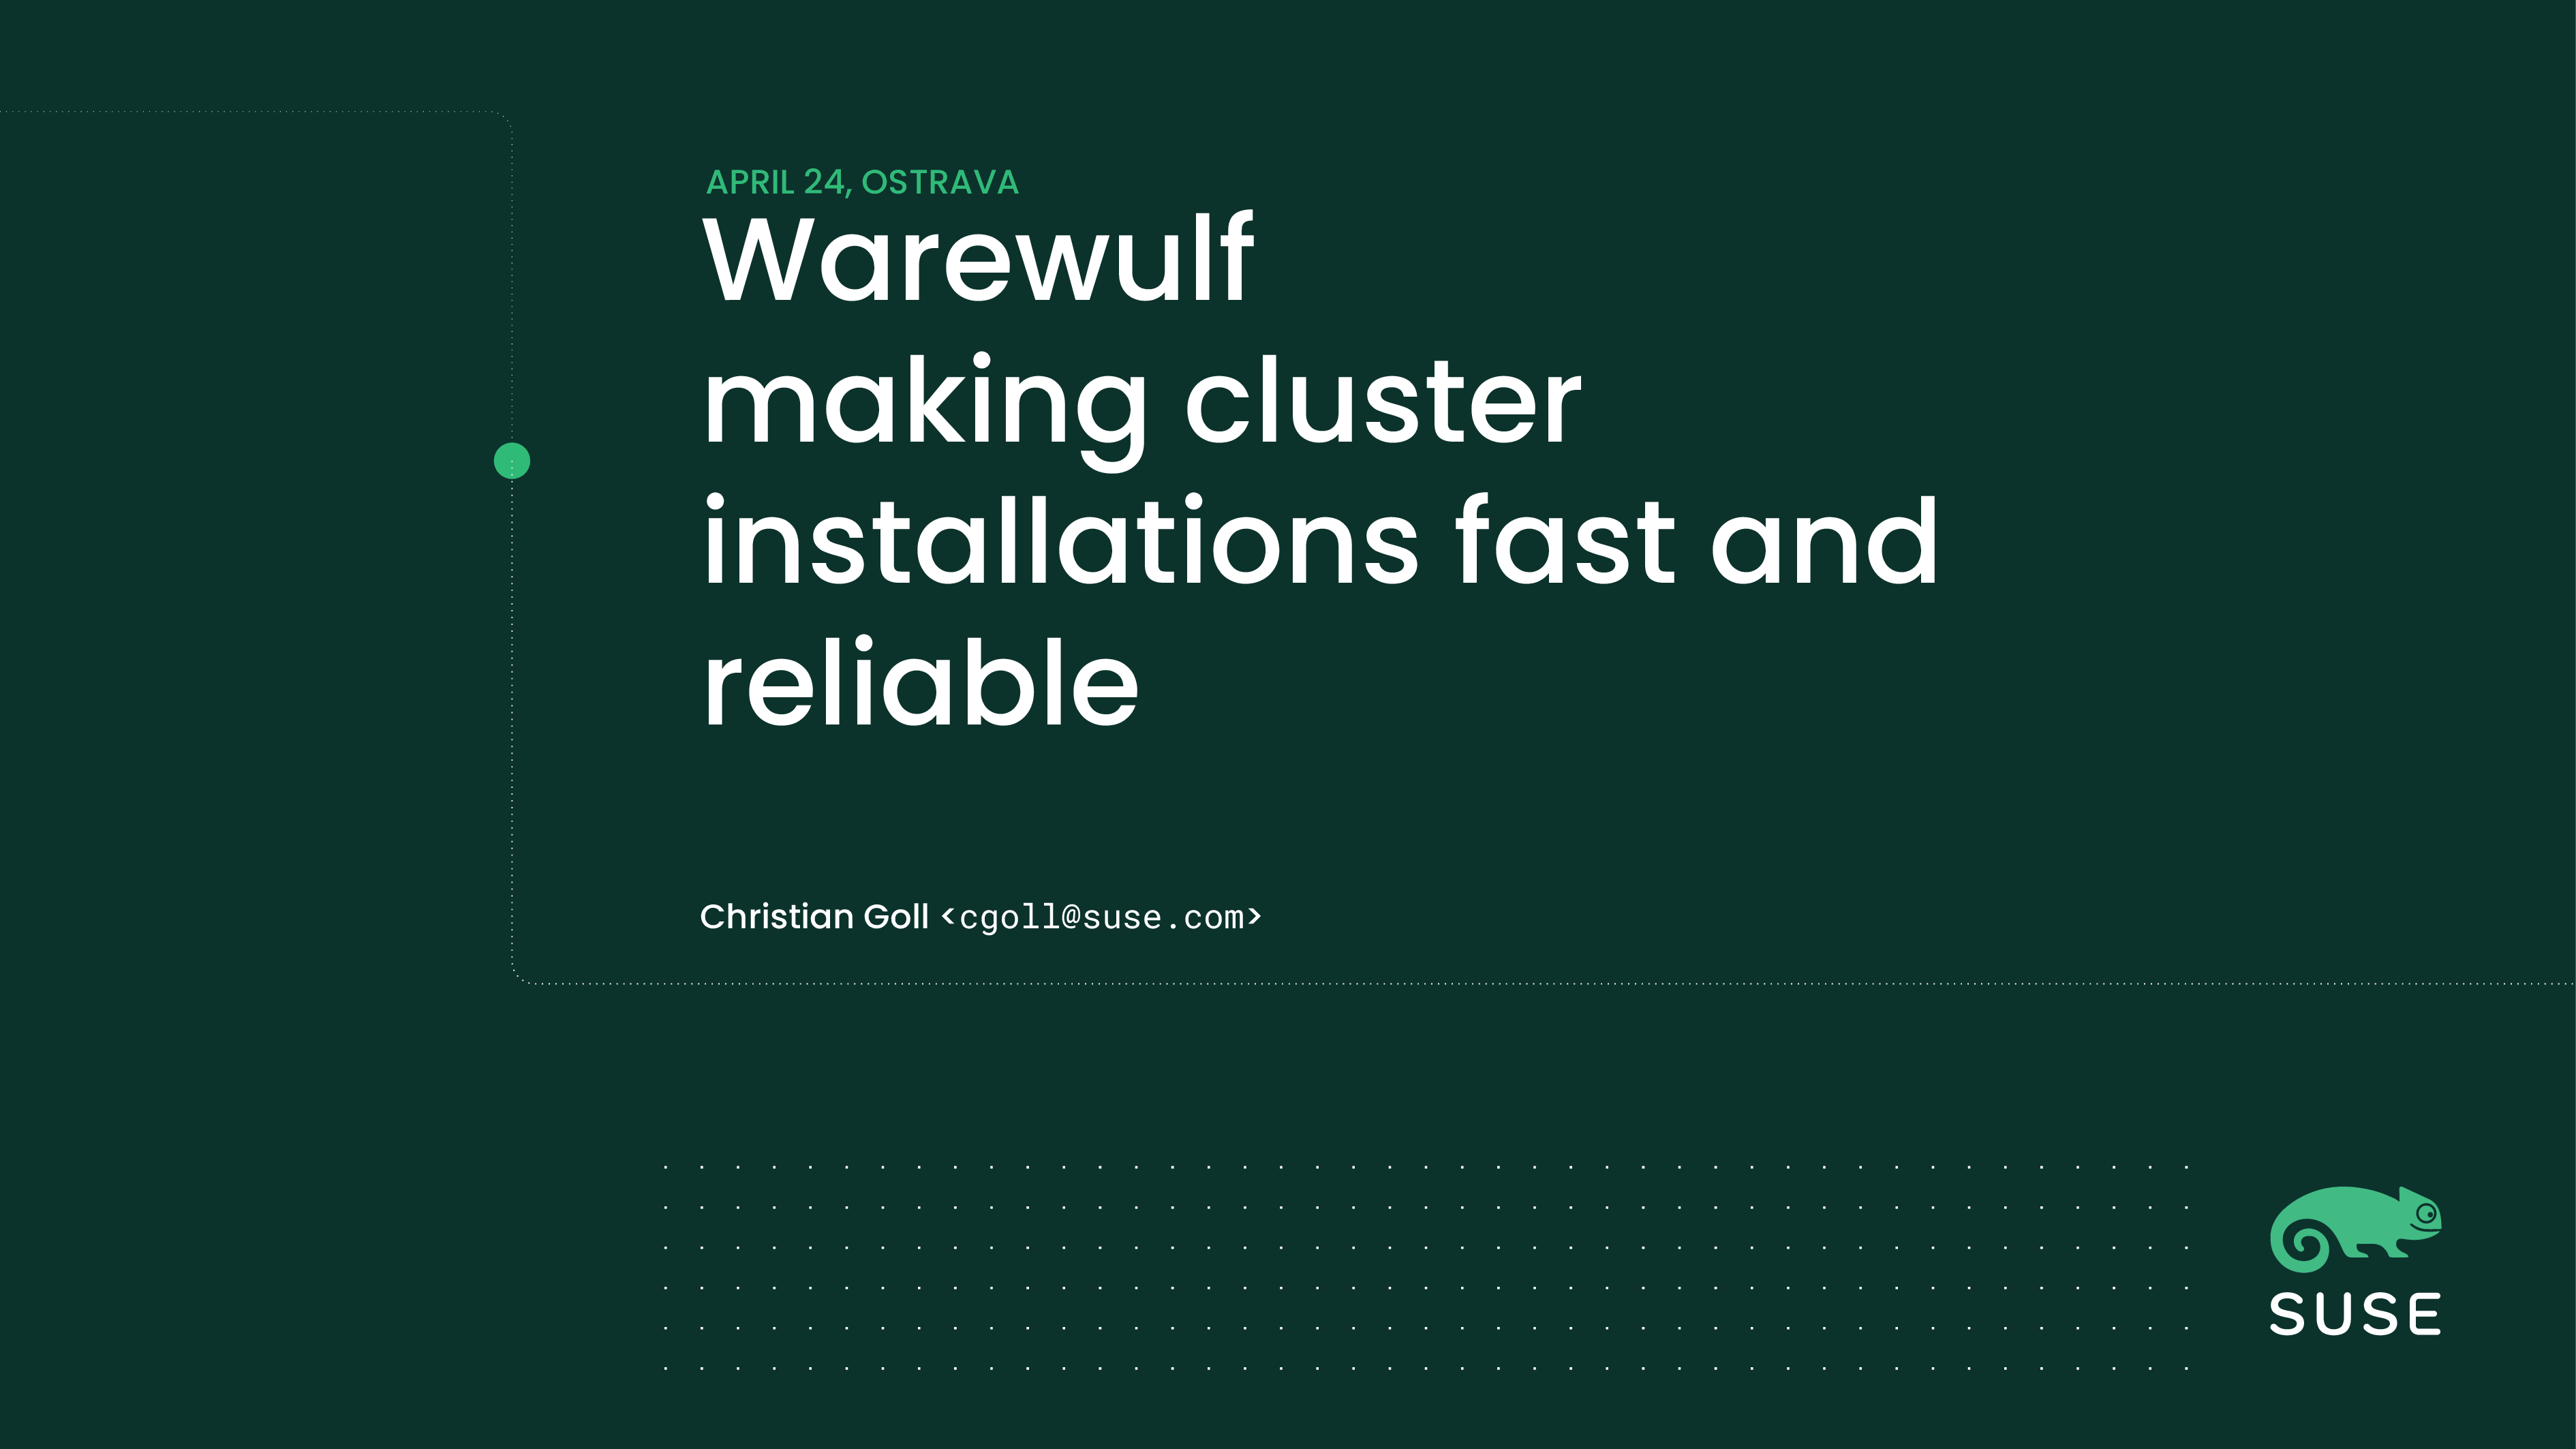 APRIL 24, OSTRAVA
Warewulf
making cluster
installations fast and
reliable
Christian Goll <cgoll@suse.com>
SUSE